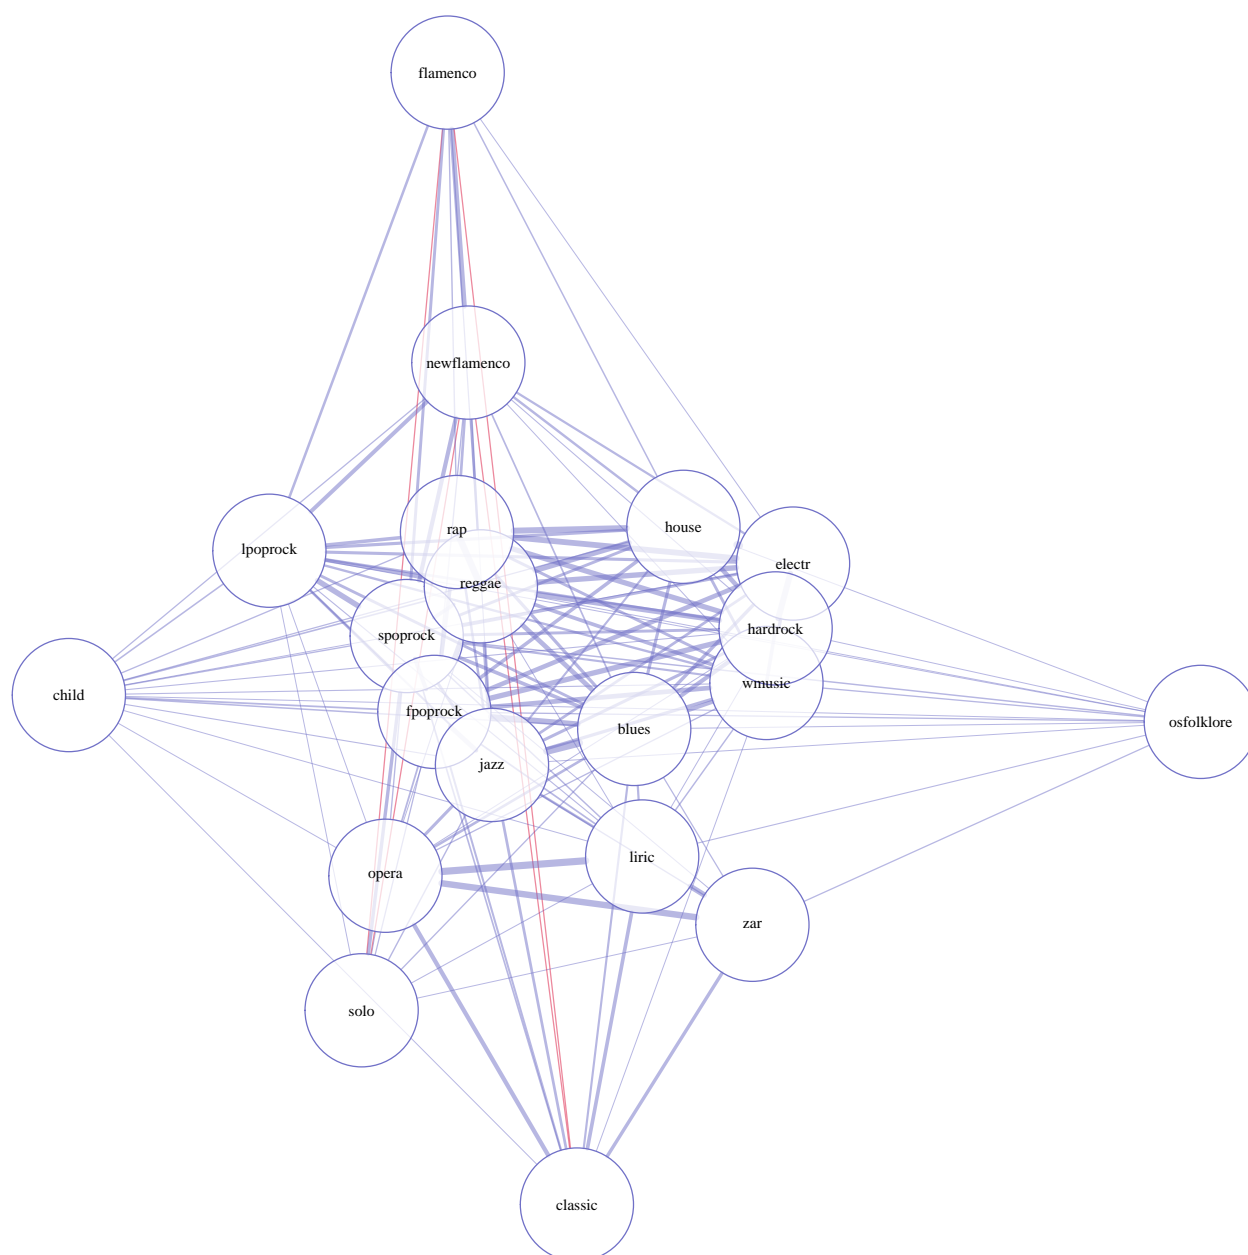 flamenco
newflamenco
rap
house
lpoprock
electr
reggae
hardrock
spoprock
wmusic
child
fpoprock
osfolklore
blues
jazz
liric
opera
zar
solo
classic